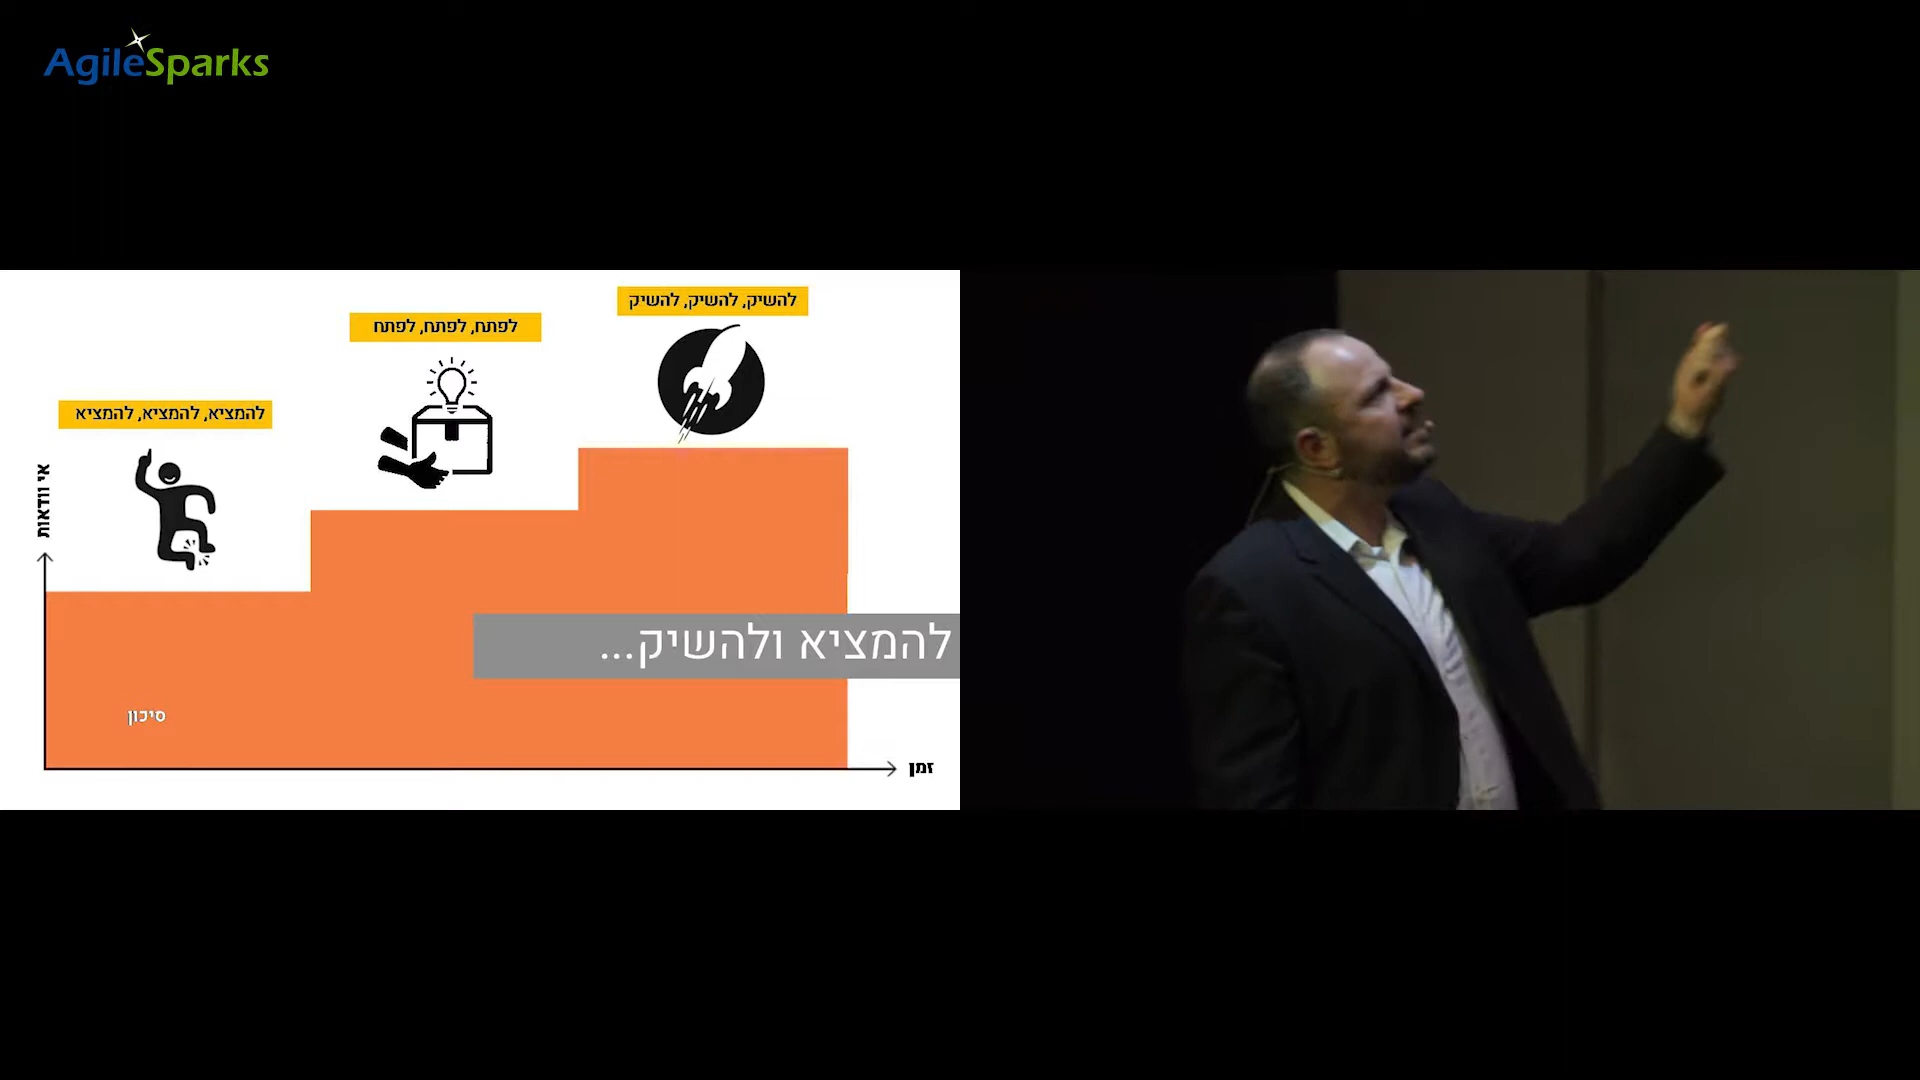 AgileSparks
להשיק, להשיק, להשיק
לפתח, לפתח, לפתח
להמציא, להמציא, להמציא
אי וודאות
להמציא ולהשיק...
סיכון
זמן